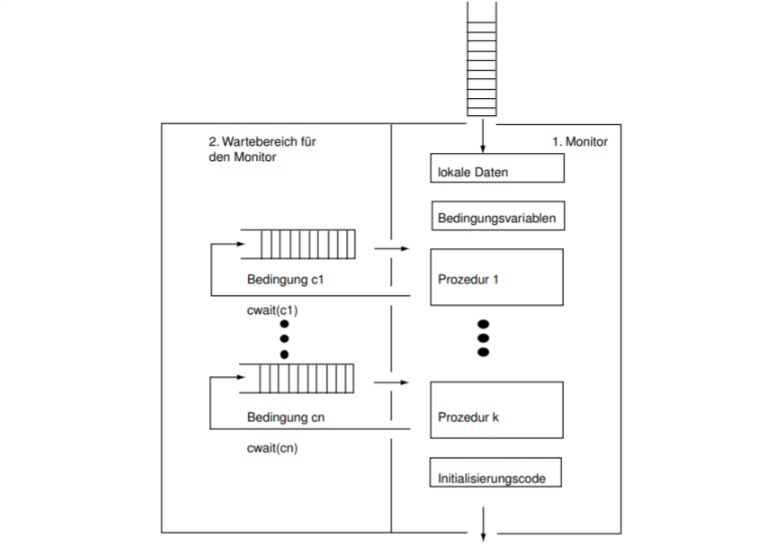 2. Wartebereich für
den Monitor
1. Monitor
lokale Daten
Bedingungsvariablen
Bedingung c1
Prozedur 1
cwait(c1)
Bedingung cn
Prozedur k
cwait(cn)
Initialisierungscode